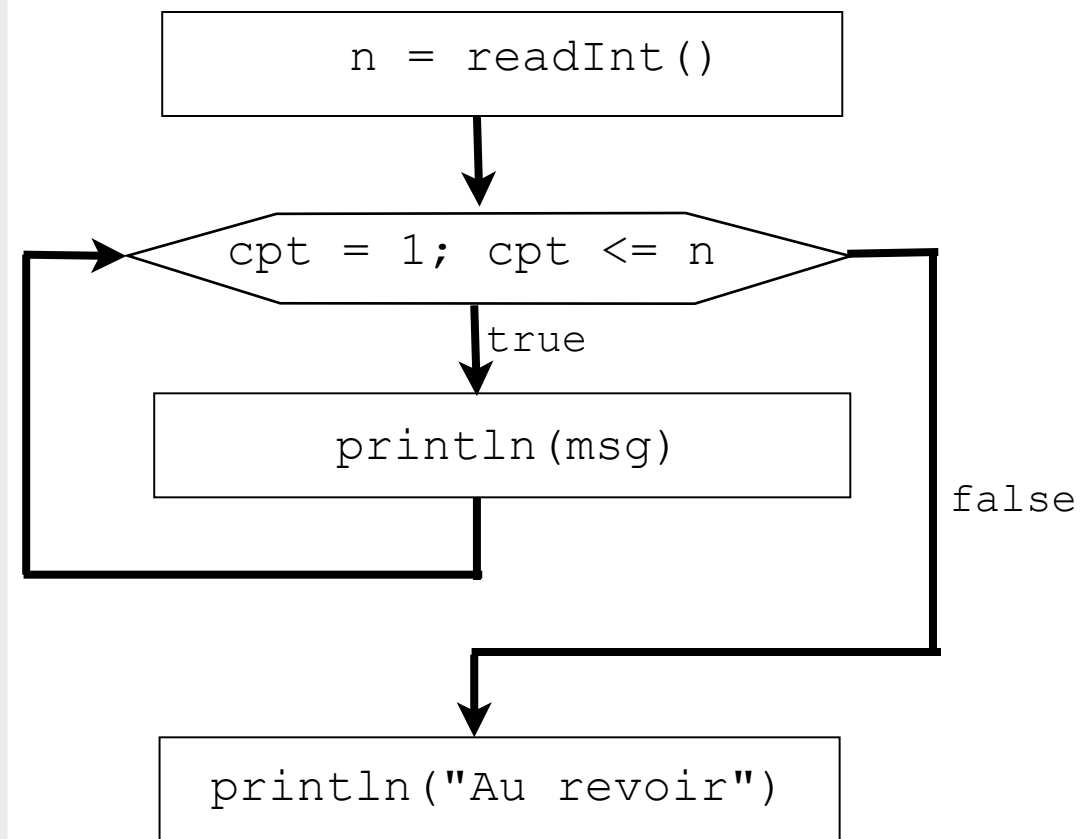 n = readInt()
cpt = 1; cpt <= n
true
println(msg)
false
println("Au revoir")